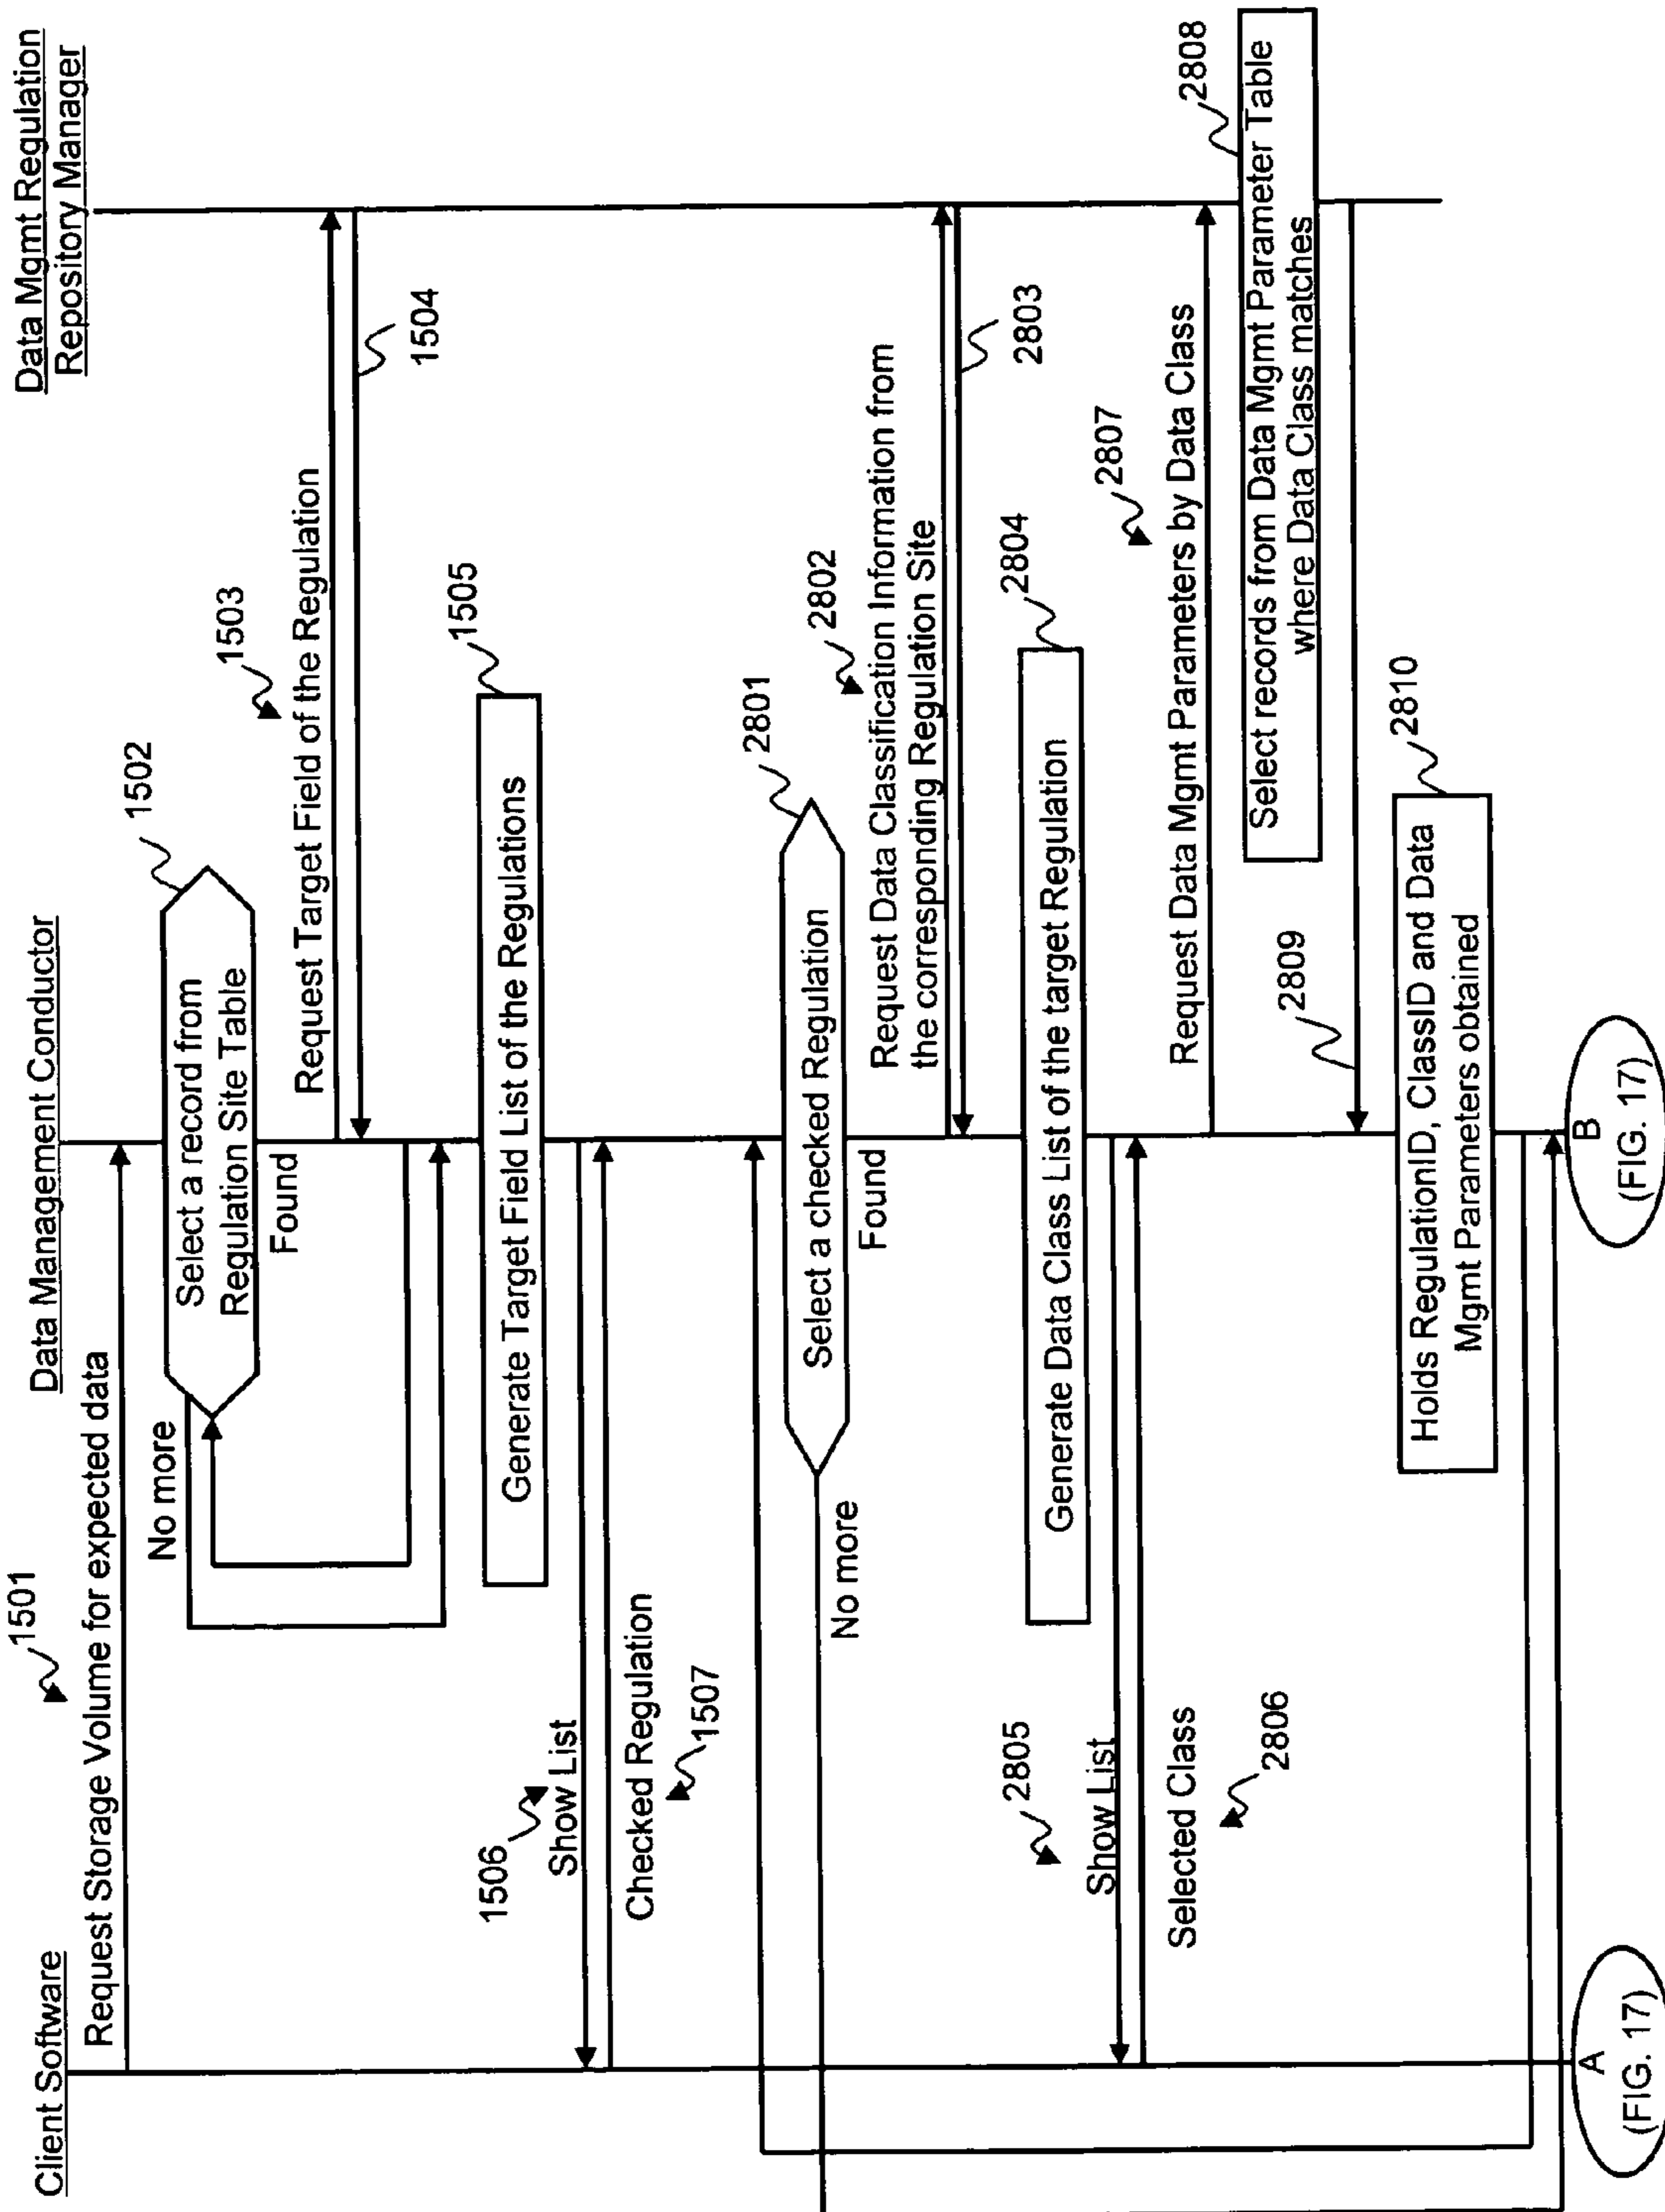 Client Software
Data Management Conductor
Data Mgmt Regulation
Repository Manager
1501
Request Storage Volume for expected data
1502
Select a record from
Regulation Site Table
No more
Found
1503
Request Target Field of the Regulation
1504
1505
Generate Target Field List of the Regulations
1506
Show List
Checked Regulation
1507
2801
Select a checked Regulation
No more
Found
2802
Request Data Classification Information from
the corresponding Regulation Site
2803
2804
Generate Data Class List of the target Regulation
2805
Show List
Selected Class
2806
2807
Request Data Mgmt Parameters by Data Class
2808
Select records from Data Mgmt Parameter Table
where Data Class matches
2809
2810
Holds RegulationID, ClassID and Data
Mgmt Parameters obtained
A
(FIG. 17)
B
(FIG. 17)